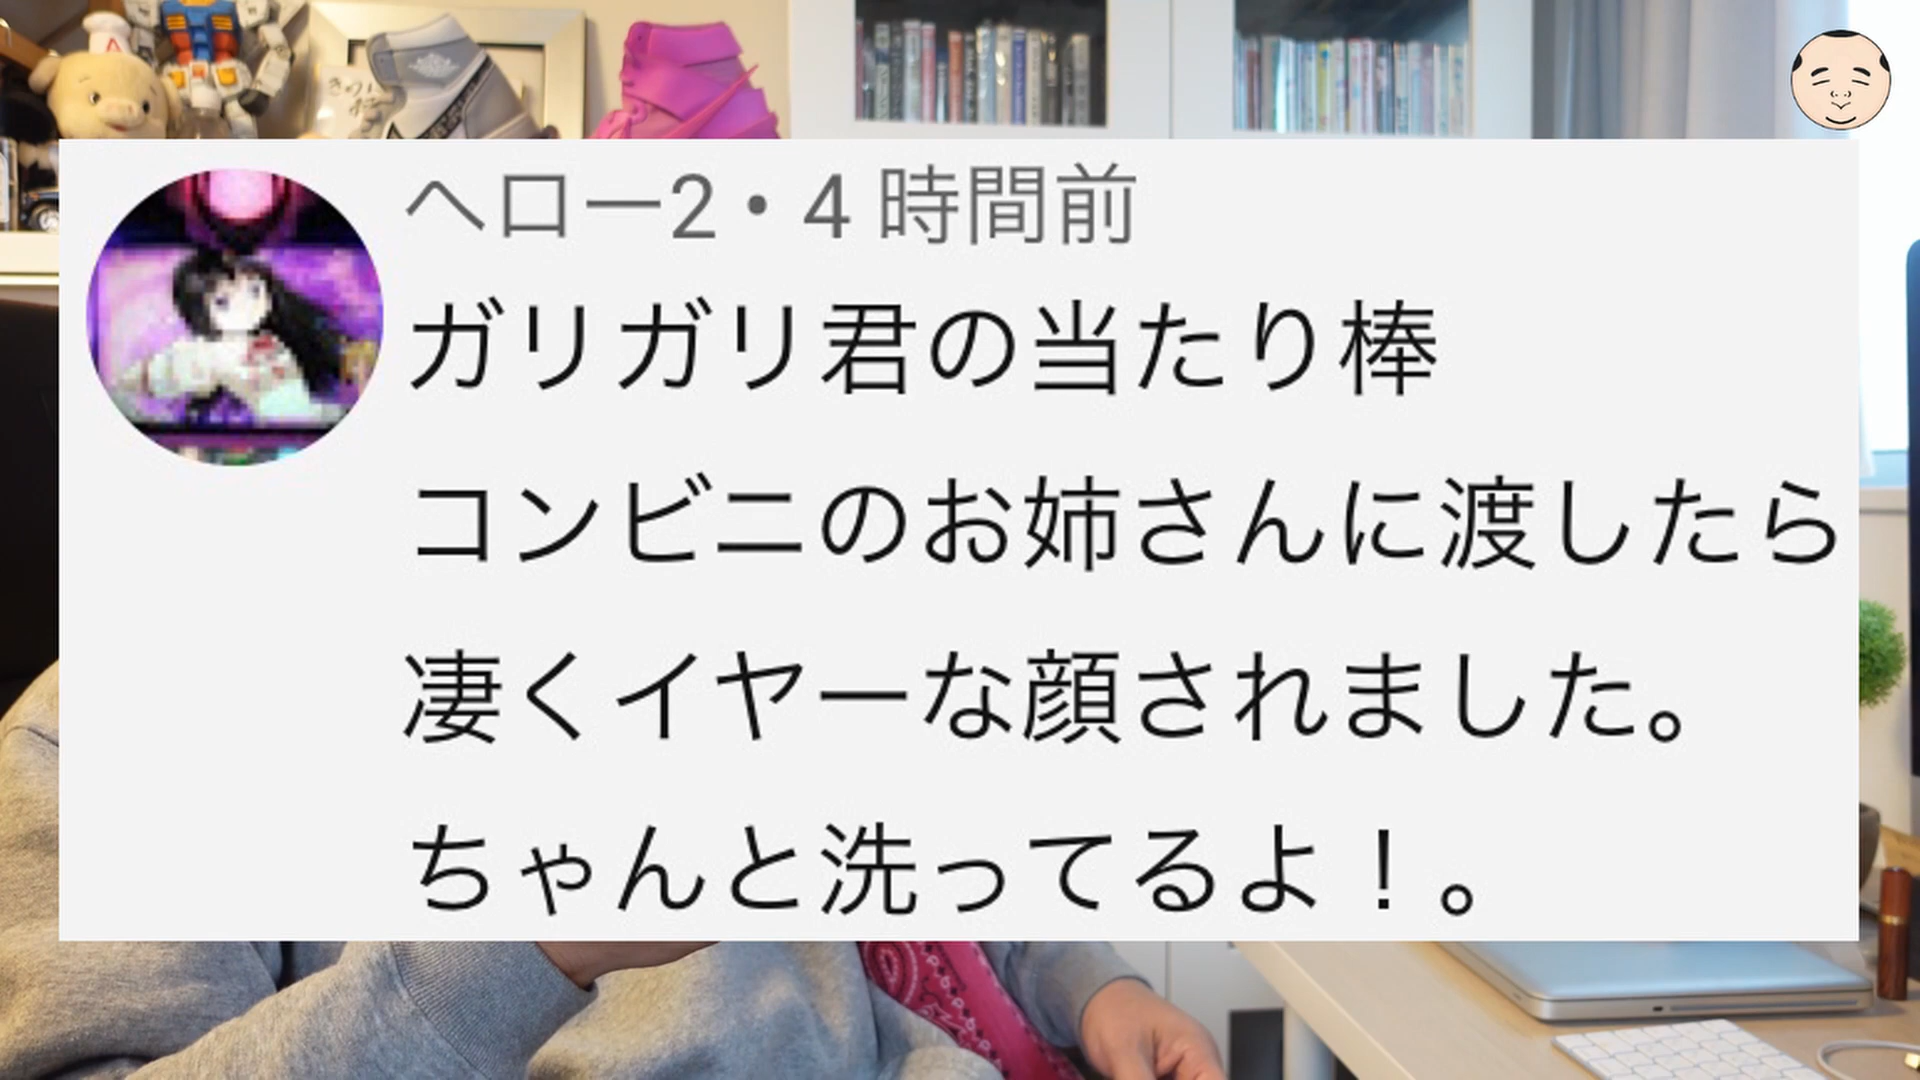 ヘロー2・4 時間前
ガリガリ君の当たり棒
コンビニのお姉さんに渡したら
凄くイヤーな顔されました。
ちゃんと洗ってるよ！。